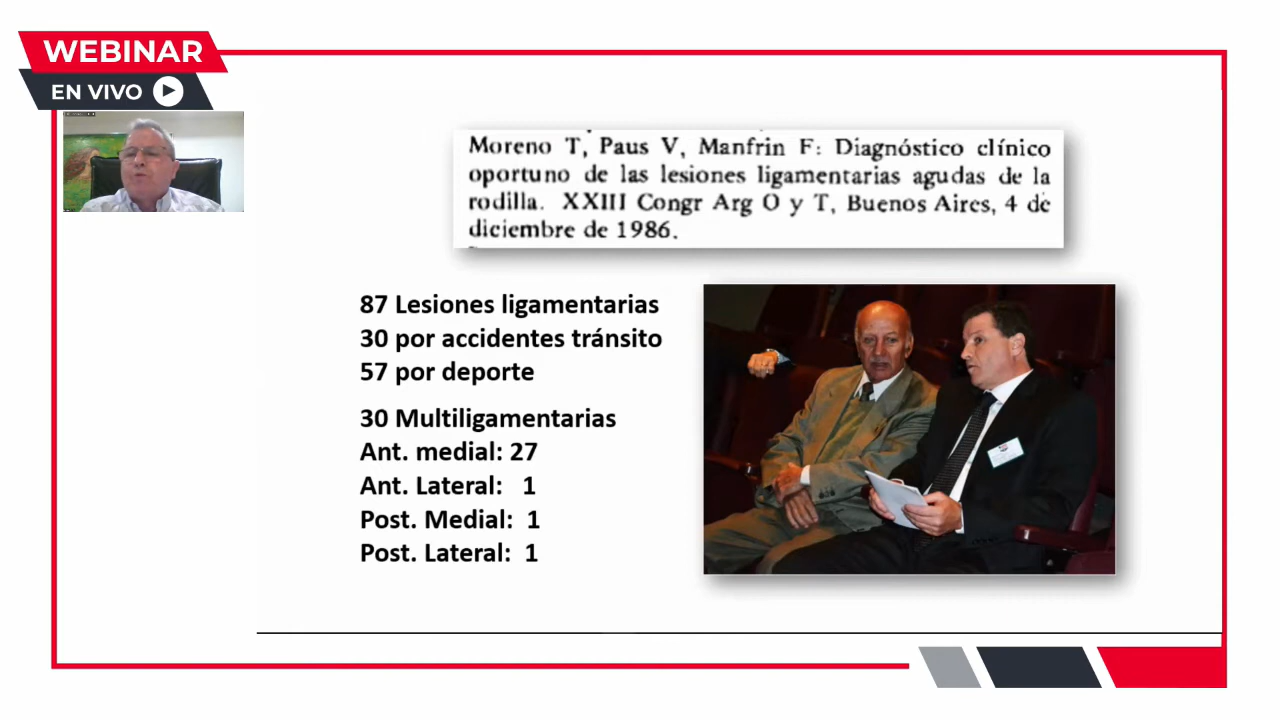 WEBINAR
EN VIVO
Moreno T, Paus V, Manfrin F: Diagnóstico clínico
oportuno de las lesiones ligamentarias agudas de la
rodilla. XXIII Congr Arg O y T, Buenos Aires, 4 de
diciembre de 1986.
87 Lesiones ligamentarias
30 por accidentes tránsito
57 por deporte
30 Multiligamentarias
Ant. medial: 27
Ant. Lateral: 1
Post. Medial: 1
Post. Lateral: 1